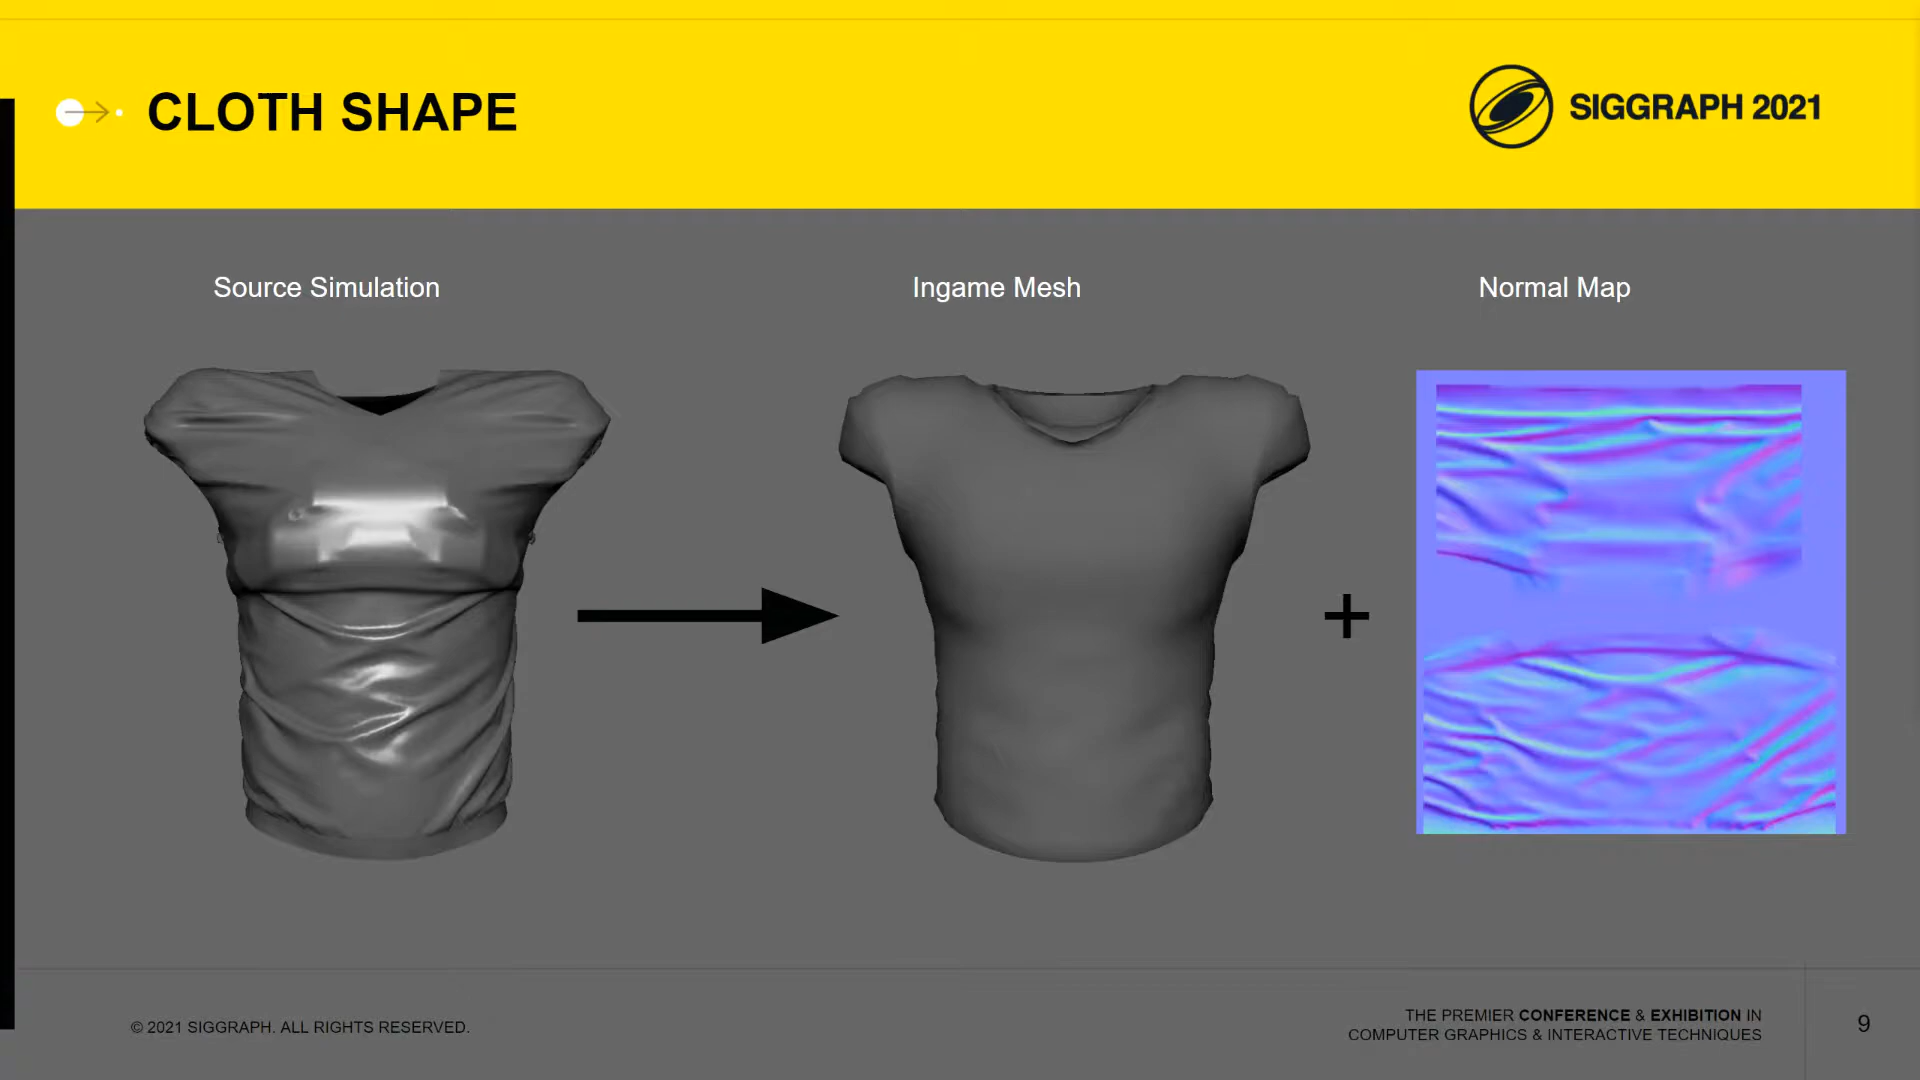 CLOTH SHAPE
SIGGRAPH 2021
Source Simulation
Ingame Mesh
Normal Map
+
© 2021 SIGGRAPH. ALL RIGHTS RESERVED.
THE PREMIER CONFERENCE & EXHIBITION IN
COMPUTER GRAPHICS & INTERACTIVE TECHNIQUES
9